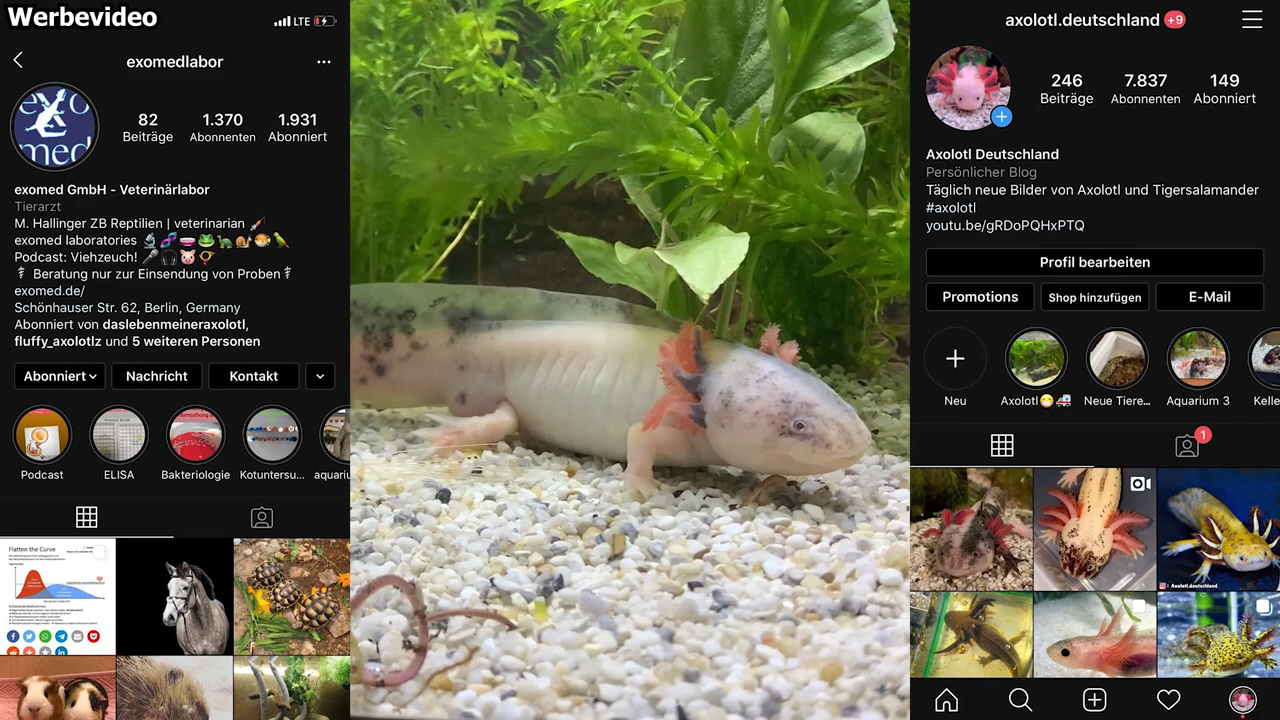 Werbevideo
LTE
exomedlabor
exo
med
82
Beiträge
1.370
Abonnenten
1.931
Abonniert
exomed GmbH - Veterinärlabor
Tierarzt
M. Hallinger ZB Reptilien | veterinarian
exomed laboratories
Podcast: Viehzeuch!
Beratung nur zur Einsendung von Proben
exomed.de/
Schönhauser Str. 62, Berlin, Germany
Abonniert von daslebenmeineraxolotl,
fluffy_axolotlz und 5 weiteren Personen
Abonniert
Nachricht
Kontakt
Podcast
ELISA
Bakteriologie
Kotuntersu...
aquariu
Flatten the Curve
axolotl.deutschland +9
246
Beiträge
7.837
Abonnenten
149
Abonniert
Axolotl Deutschland
Persönlicher Blog
Täglich neue Bilder von Axolotl und Tigersalamander
#axolotl
youtu.be/gRDoPQHxPTQ
Profil bearbeiten
Promotions
Shop hinzufügen
E-Mail
Neu
Axolotl😷🚑
Neue Tiere...
Aquarium 3
Kelle
1
Axolotl.deutschland